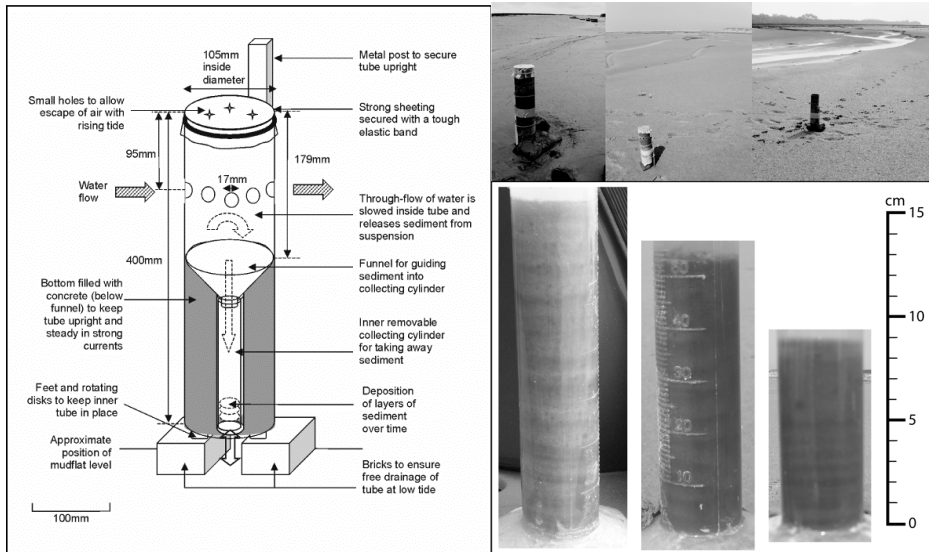 105mm
inside
diameter
Metal post to secure
tube upright
Small holes to allow
escape of air with
rising tide
Strong sheeting
secured with a tough
elastic band
95mm
179mm
17mm
Water
flow
Through-flow of water is
slowed inside tube and
releases sediment from
suspension
400mm
Funnel for guiding
sediment into
collecting cylinder
Bottom filled with
concrete (below
funnel) to keep
tube upright and
steady in strong
currents
Inner removable
collecting cylinder
for taking away
sediment
Feet and rotating
disks to keep inner
tube in place
Deposition
of layers of
sediment
over time
Approximate
position of
mudflat level
Bricks to ensure
free drainage of
tube at low tide
100mm
cm
15
10
5
0
50
40
30
20
10